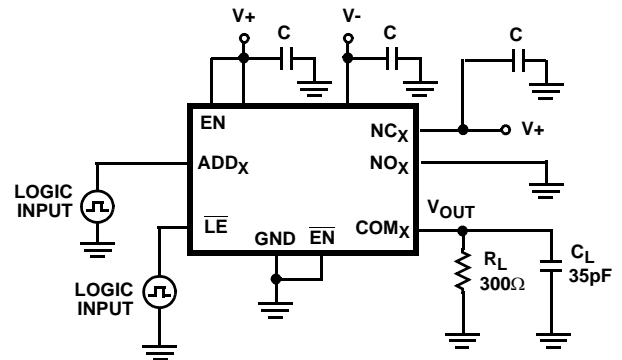 V+
C
V-
C
C
EN
NCX
V+
ADDX
NOX
LOGIC
INPUT
LE
GND
EN
COMX
VOUT
RL
300Ω
CL
35pF
LOGIC
INPUT